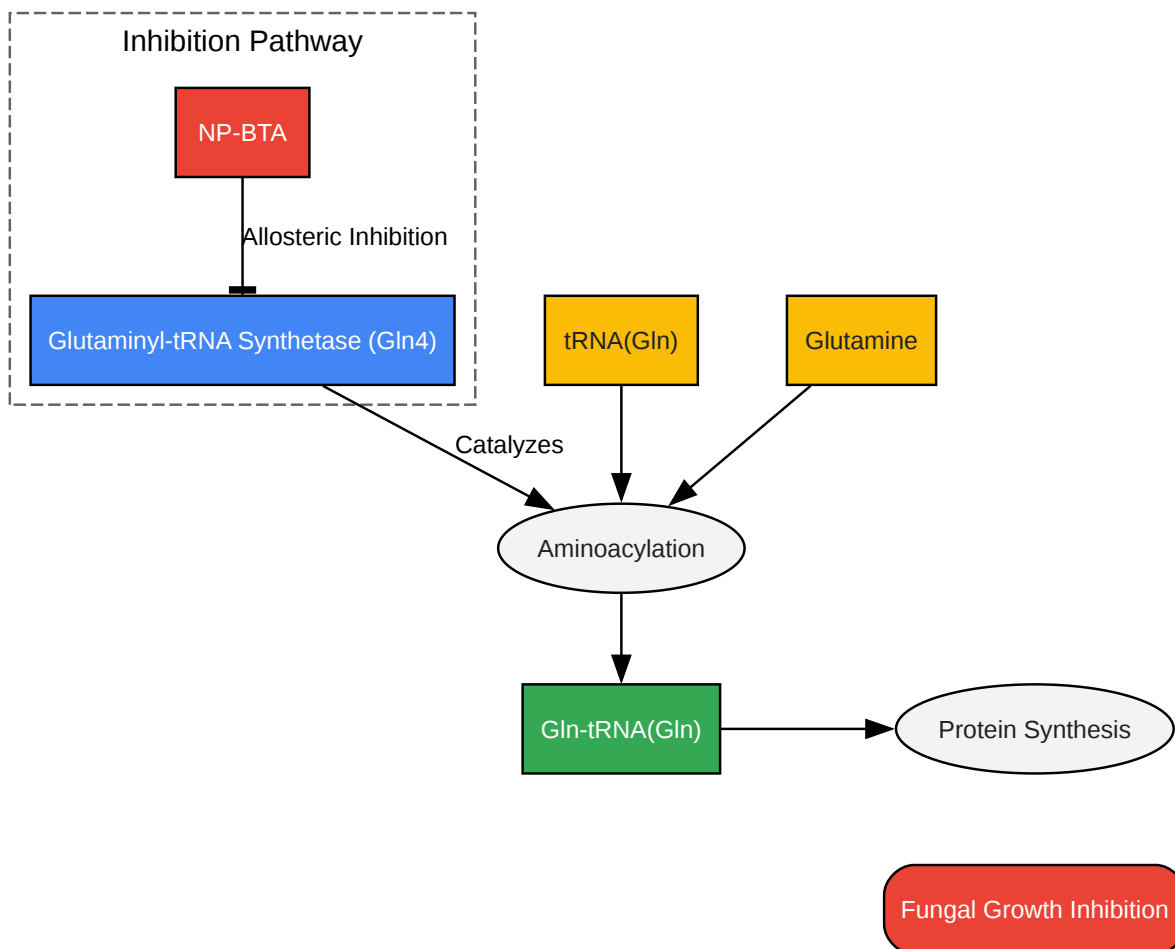 Inhibition Pathway
NP-BTA
Allosteric Inhibition
Glutaminyl-tRNA Synthetase (Gln4)
tRNA(Gln)
Glutamine
Catalyzes
Aminoacylation
Gln-tRNA(Gln)
Protein Synthesis
Fungal Growth Inhibition